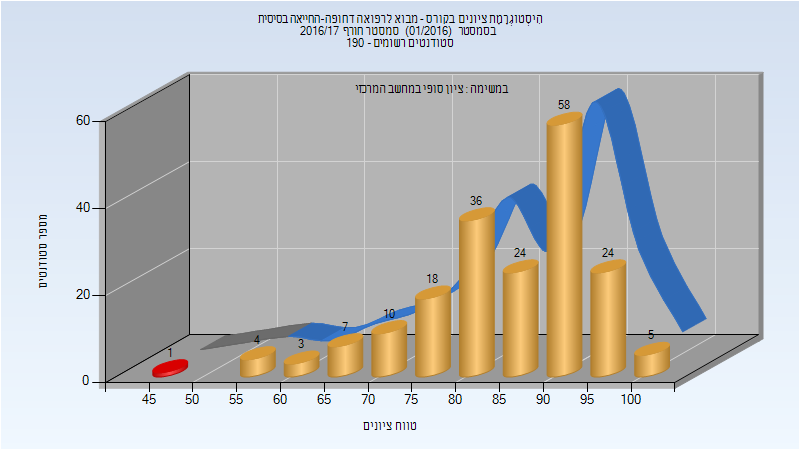 היסטוגרמת ציונים בקורס - מבוא לרפואה דחופה-החייאה בסיסית
בסמסטר (01/2016) סמסטר חורף 2016/17
סטודנטים רשומים - 190
במשימה : ציון סופי במחשב המרכזי
מספר סטודנטים
60
40
20
0
1
4
3
7
10
18
36
24
58
24
5
45 50 55 60 65 70 75 80 85 90 95 100
טווח ציונים